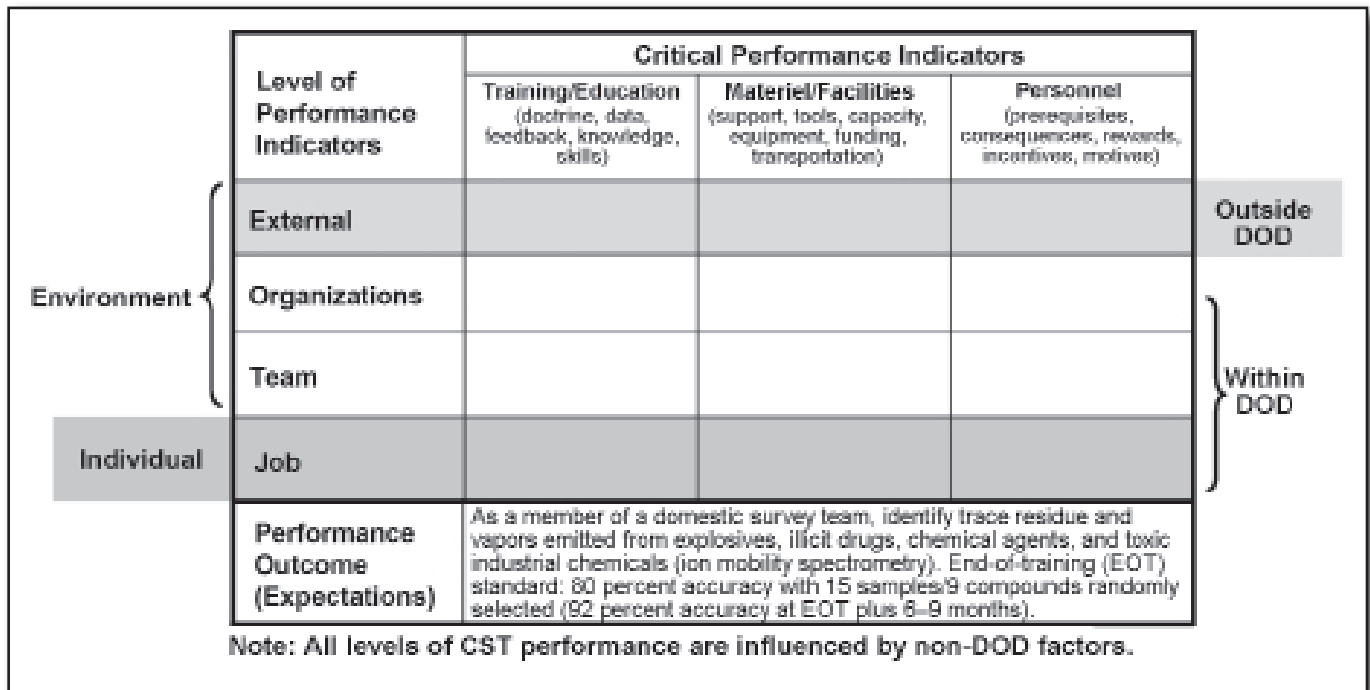 Critical Performance Indicators
Level of
Performance
Indicators
Training/Education
(doctrine, data,
feedback, knowledge,
skills)
Materiel/Facilities
(support, tools, capacity,
equipment, funding,
transportation)
Personnel
(prerequisites,
consequences, rewards,
incentives, motives)
External
Outside
DOD
Environment
Organizations
Team
Within
DOD
Individual
Job
Performance
Outcome
(Expectations)
As a member of a domestic survey team, identify trace residue and
vapors emitted from explosives, illicit drugs, chemical agents, and toxic
industrial chemicals (ion mobility spectrometry). End-of-training (EOT)
standard: 80 percent accuracy with 15 samples/9 compounds randomly
selected (92 percent accuracy at EOT plus 6–9 months).
Note: All levels of CST performance are influenced by non-DOD factors.